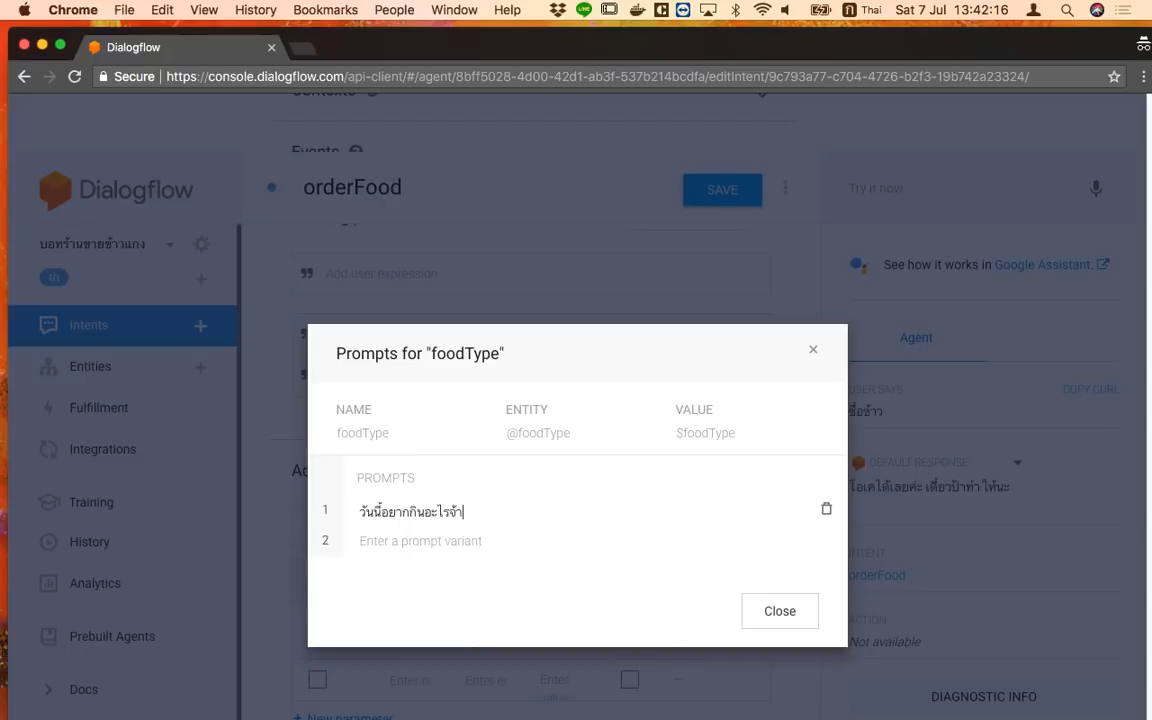 Chrome File Edit View History Bookmarks People Window Help Thai Sat 7 Jul 13:42:16
Dialogflow
Secure https://console.dialogflow.com/api-client/#/agent/8bff5028-4d00-42d1-ab3f-537b214bcdfa/editIntent/9c793a77-c704-4726-b2f3-19b742a23324/
Contexts
Events
Dialogflow
orderFood
SAVE
Try it now
บอทร้านขายข้าวแกง
th
Add user expression
See how it works in Google Assistant.
Intents
Entities
Fulfillment
Integrations
Training
History
Analytics
Prebuilt Agents
Docs
Prompts for "foodType"
NAME ENTITY VALUE
foodType @foodType $foodType
PROMPTS
1 วันนี้อยากกินอะไรจ้า
2 Enter a prompt variant
Close
Enter Enter
+ New parameter
Agent
USER SAYS COPY CURL
ซื้อข้าว
DEFAULT RESPONSE
โอเคได้เลยค่ะ เดี๋ยวป้าทำ ให้นะ
INTENT
orderFood
ACTION
Not available
DIAGNOSTIC INFO